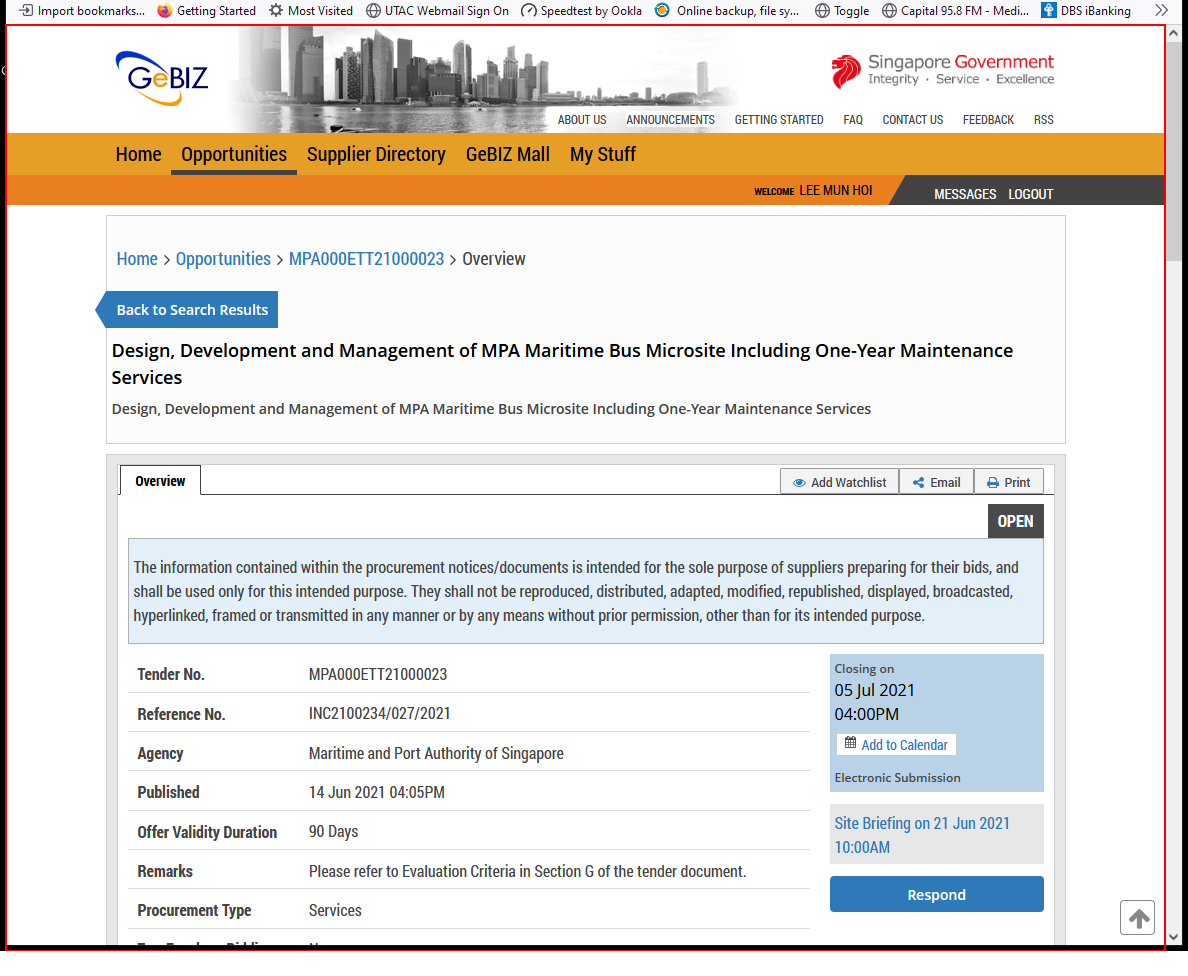 Import bookmarks... Getting Started Most Visited UTAC Webmail Sign On Speedtest by Ookla Online backup, file sy... Toggle Capital 95.8 FM - Medi... DBS iBanking
GeBIZ
Singapore Government
Integrity · Service · Excellence
ABOUT US ANNOUNCEMENTS GETTING STARTED FAQ CONTACT US FEEDBACK RSS
Home Opportunities Supplier Directory GeBIZ Mall My Stuff
WELCOME LEE MUN HOI MESSAGES LOGOUT
Home > Opportunities > MPA000ETT21000023 > Overview
Back to Search Results
Design, Development and Management of MPA Maritime Bus Microsite Including One-Year Maintenance
Services
Design, Development and Management of MPA Maritime Bus Microsite Including One-Year Maintenance Services
Overview Add Watchlist Email Print
OPEN
The information contained within the procurement notices/documents is intended for the sole purpose of suppliers preparing for their bids, and
shall be used only for this intended purpose. They shall not be reproduced, distributed, adapted, modified, republished, displayed, broadcasted,
hyperlinked, framed or transmitted in any manner or by any means without prior permission, other than for its intended purpose.
Tender No. MPA000ETT21000023
Reference No. INC2100234/027/2021
Agency Maritime and Port Authority of Singapore
Published 14 Jun 2021 04:05PM
Offer Validity Duration 90 Days
Remarks Please refer to Evaluation Criteria in Section G of the tender document.
Procurement Type Services
Closing on
05 Jul 2021
04:00PM
Add to Calendar
Electronic Submission
Site Briefing on 21 Jun 2021
10:00AM
Respond